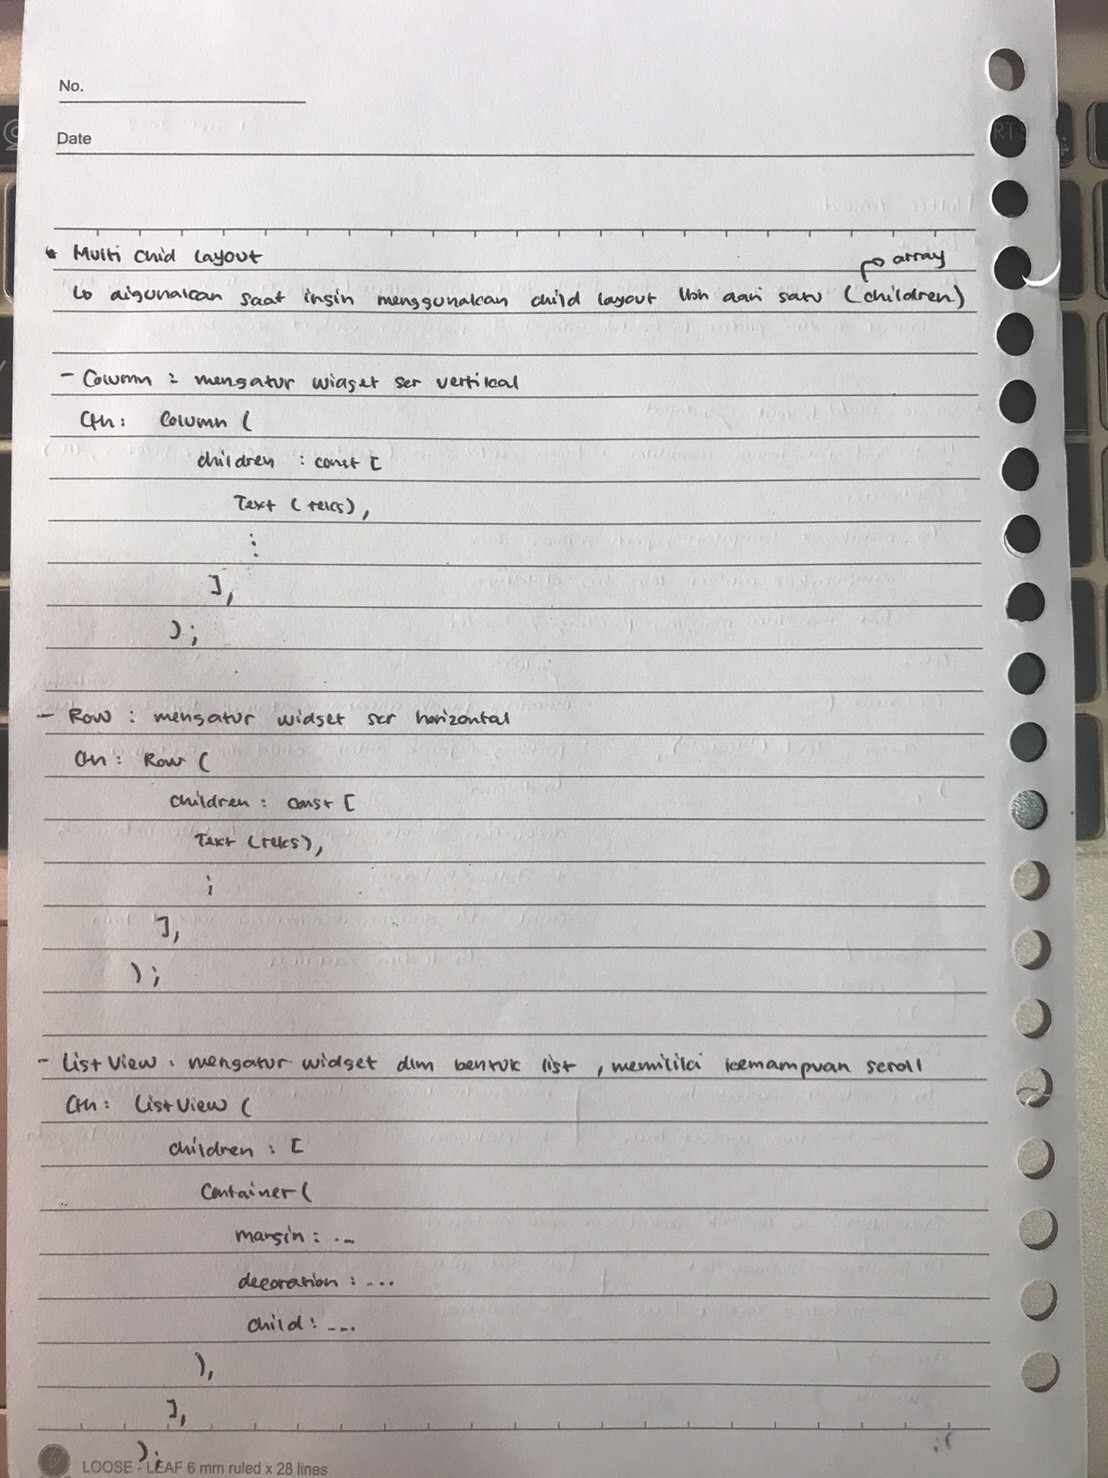 No.
Date
* Multi Child Layout
array
↳ digunakan saat ingin menggunakan child layout lbh dari satu (children)
- Column : mengatur widget scr vertikal
Cth : Column (
children : const [
Text (teks),
⋮
],
);
- Row : mengatur widget scr horizontal
Cth : Row (
children : const [
Text (teks),
⋮
],
);
- List View : mengatur widget dlm bentuk list , memiliki kemampuan scroll
Cth : List View (
children : [
Container (
margin : ...
decoration : ...
child : ...
),
],
);
LOOSE - LEAF 6 mm ruled x 28 lines